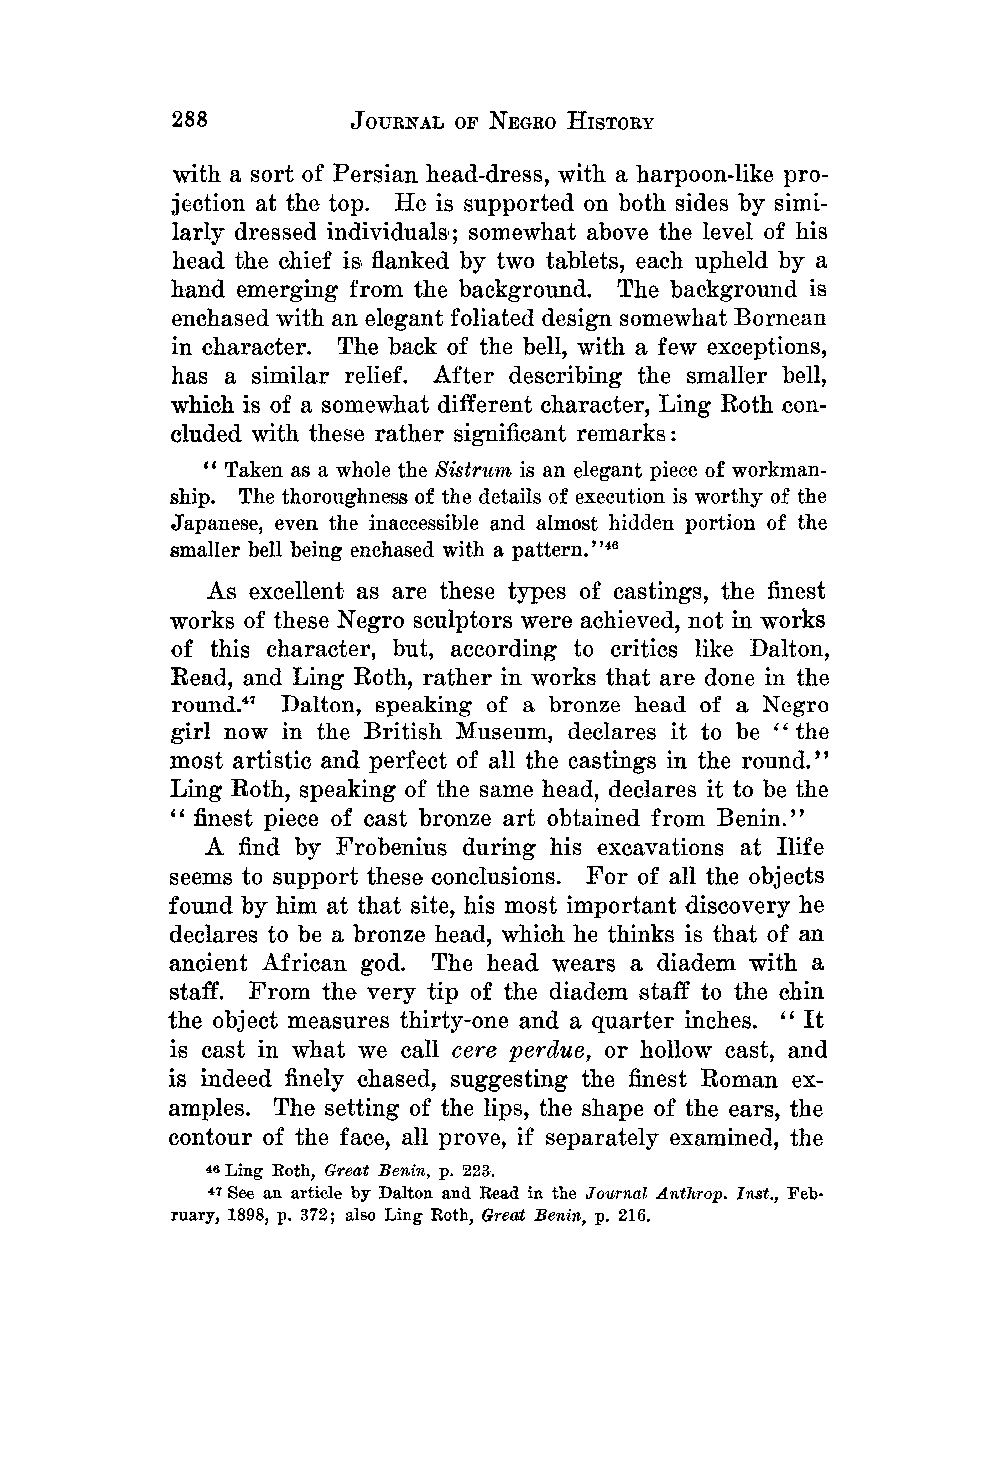 288 JOURNAL OF NEGRO HISTORY
with a sort of Persian head-dress, with a harpoon-like pro-
jection at the top. He is supported on both sides by simi-
larly dressed individuals; somewhat above the level of his
head the chief is flanked by two tablets, each upheld by a
hand emerging from the background. The background is
enchased with an elegant foliated design somewhat Bornean
in character. The back of the bell, with a few exceptions,
has a similar relief. After describing the smaller bell,
which is of a somewhat different character, Ling Roth con-
cluded with these rather significant remarks:
“ Taken as a whole the Sistrum is an elegant piece of workman-
ship. The thoroughness of the details of execution is worthy of the
Japanese, even the inaccessible and almost hidden portion of the
smaller bell being enchased with a pattern.”46
As excellent as are these types of castings, the finest
works of these Negro sculptors were achieved, not in works
of this character, but, according to critics like Dalton,
Read, and Ling Roth, rather in works that are done in the
round.47 Dalton, speaking of a bronze head of a Negro
girl now in the British Museum, declares it to be “ the
most artistic and perfect of all the castings in the round.”
Ling Roth, speaking of the same head, declares it to be the
“ finest piece of cast bronze art obtained from Benin.”
A find by Frobenius during his excavations at Ilife
seems to support these conclusions. For of all the objects
found by him at that site, his most important discovery he
declares to be a bronze head, which he thinks is that of an
ancient African god. The head wears a diadem with a
staff. From the very tip of the diadem staff to the chin
the object measures thirty-one and a quarter inches. “ It
is cast in what we call cere perdue, or hollow cast, and
is indeed finely chased, suggesting the finest Roman ex-
amples. The setting of the lips, the shape of the ears, the
contour of the face, all prove, if separately examined, the
46 Ling Roth, Great Benin, p. 223.
47 See an article by Dalton and Read in the Journal Anthrop. Inst., Feb-
ruary, 1898, p. 372; also Ling Roth, Great Benin, p. 216.